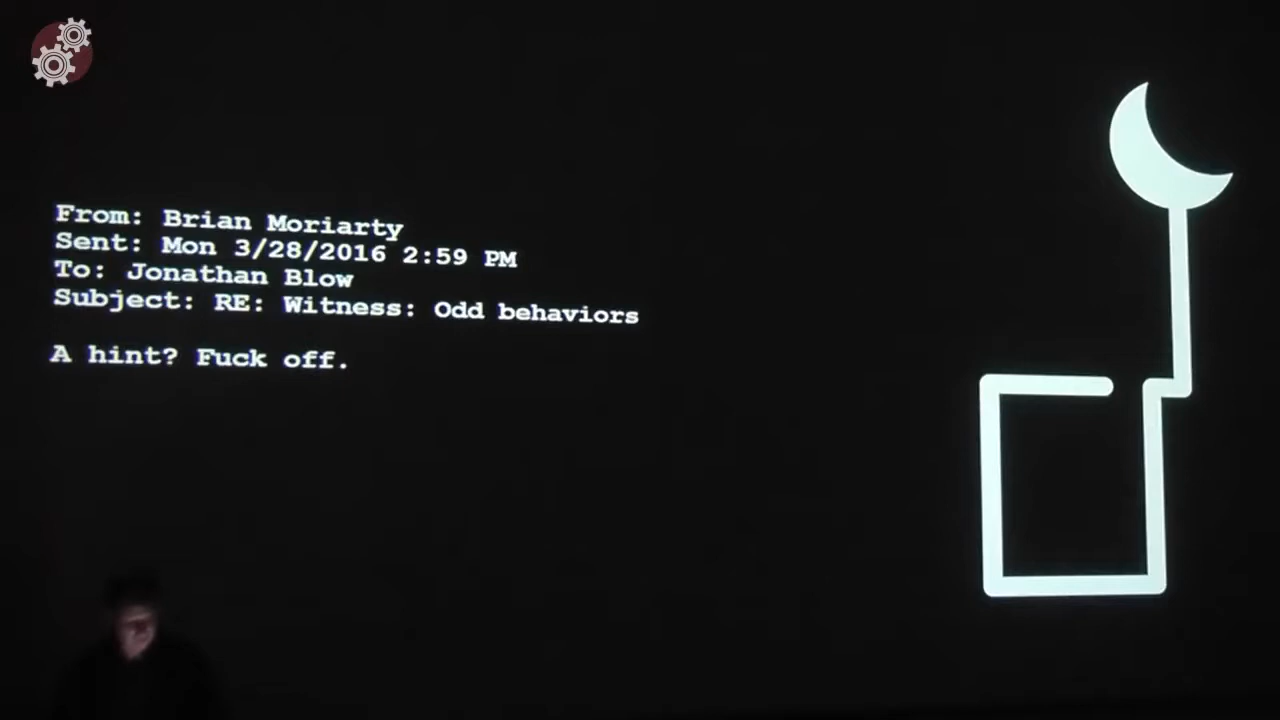 From: Brian Moriarty
Sent: Mon 3/28/2016 2:59 PM
To: Jonathan Blow
Subject: RE: Witness: Odd behaviors
A hint? Fuck off.